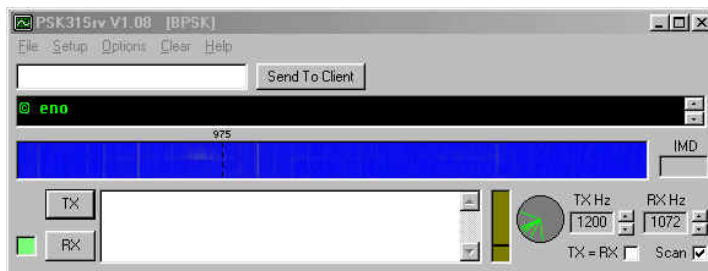 PSK31Srv V1.08 [BPSK]
File Setup Options Clear Help
Send To Client
© eno
975
IMD
TX
RX
TX Hz RX Hz
1200 1072
TX = RX Scan